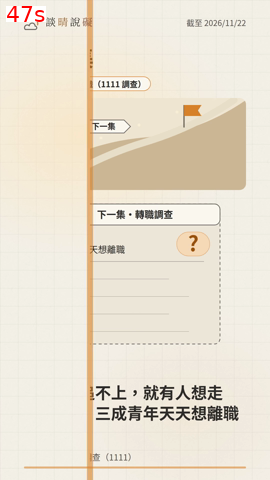 47s
談晴說礙
截至 2026/11/22
（1111 調查）
下一集
下一集・轉職調查
天想離職
?
不上，就有人想走
三成青年天天想離職
查（1111）